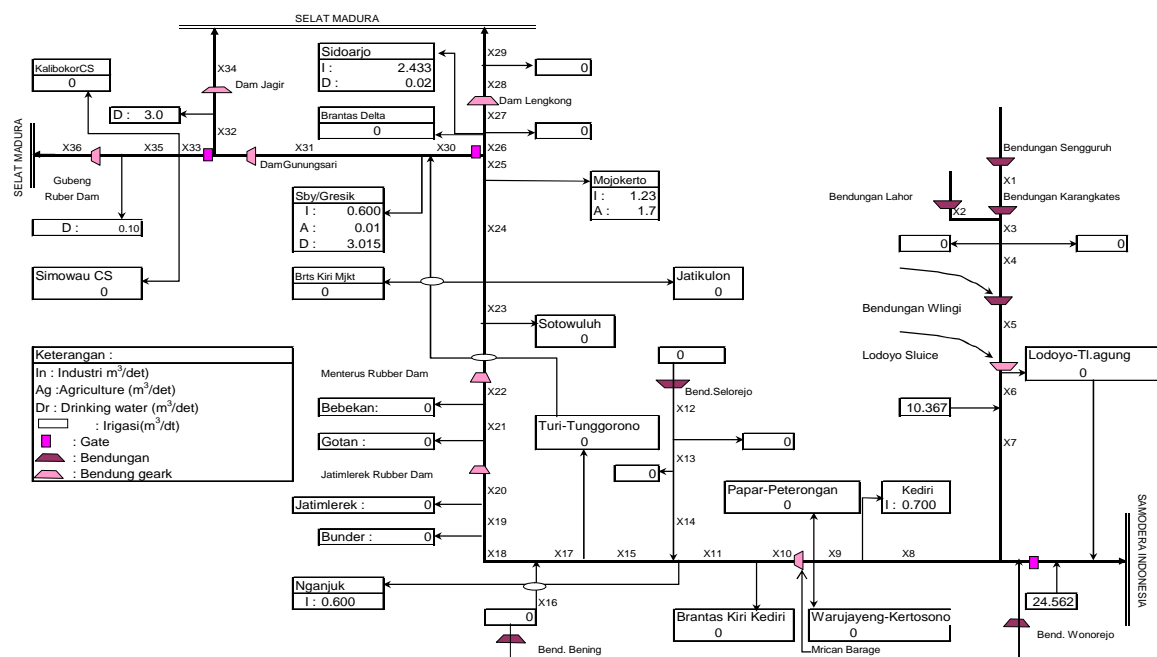 SELAT MADURA
KalibokorCS
0
X34
Dam Jagir
D : 3.0
X32
SELAT MADURA
X36
X35
X33
Gubeng
Ruber Dam
D : 0.10
Simowau CS
0
Sidoarjo
I : 2.433
D : 0.02
Brantas Delta
0
X31
X30
DamGunungsari
Sby/Gresik
I : 0.600
A : 0.01
D : 3.015
Brts Kiri Mjkt
0
X29
0
X28
Dam Lengkong
X27
0
X26
X25
Mojokerto
I : 1.23
A : 1.7
X24
Jatikulon
0
X23
Sotowuluh
0
Bendungan Sengguruh
X1
Bendungan Lahor
X2
Bendungan Karangkates
X3
0
0
X4
Bendungan Wlingi
X5
Lodoyo Sluice
Lodoyo-Tl.agung
0
X6
10.367
X7
Keterangan :
In : Industri m3/det)
Ag :Agriculture (m3/det)
Dr : Drinking water (m3/det)
: Irigasi(m3/dt)
: Gate
: Bendungan
: Bendung geark
Menterus Rubber Dam
X22
Bebekan: 0
X21
Gotan : 0
Jatimlerek Rubber Dam
X20
Jatimlerek : 0
X19
Bunder : 0
X18
0
Bend.Selorejo
X12
0
X13
0
X14
Turi-Tunggorono
0
Papar-Peterongan
0
Kediri
I : 0.700
X17
X15
X11
X10
X9
X8
Nganjuk
I : 0.600
X16
0
Bend. Bening
Brantas Kiri Kediri
0
Warujayeng-Kertosono
0
Mrican Barage
24.562
Bend. Wonorejo
SAMODERA INDONESIA